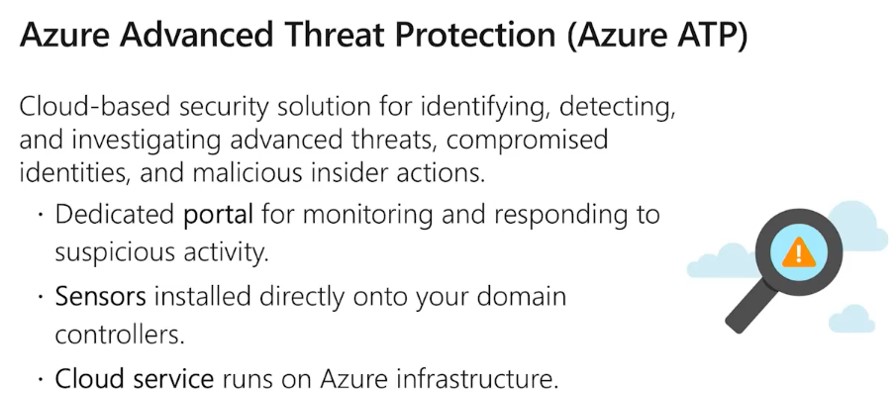 Azure Advanced Threat Protection (Azure ATP)
Cloud-based security solution for identifying, detecting,
and investigating advanced threats, compromised
identities, and malicious insider actions.
· Dedicated portal for monitoring and responding to
suspicious activity.
· Sensors installed directly onto your domain
controllers.
· Cloud service runs on Azure infrastructure.